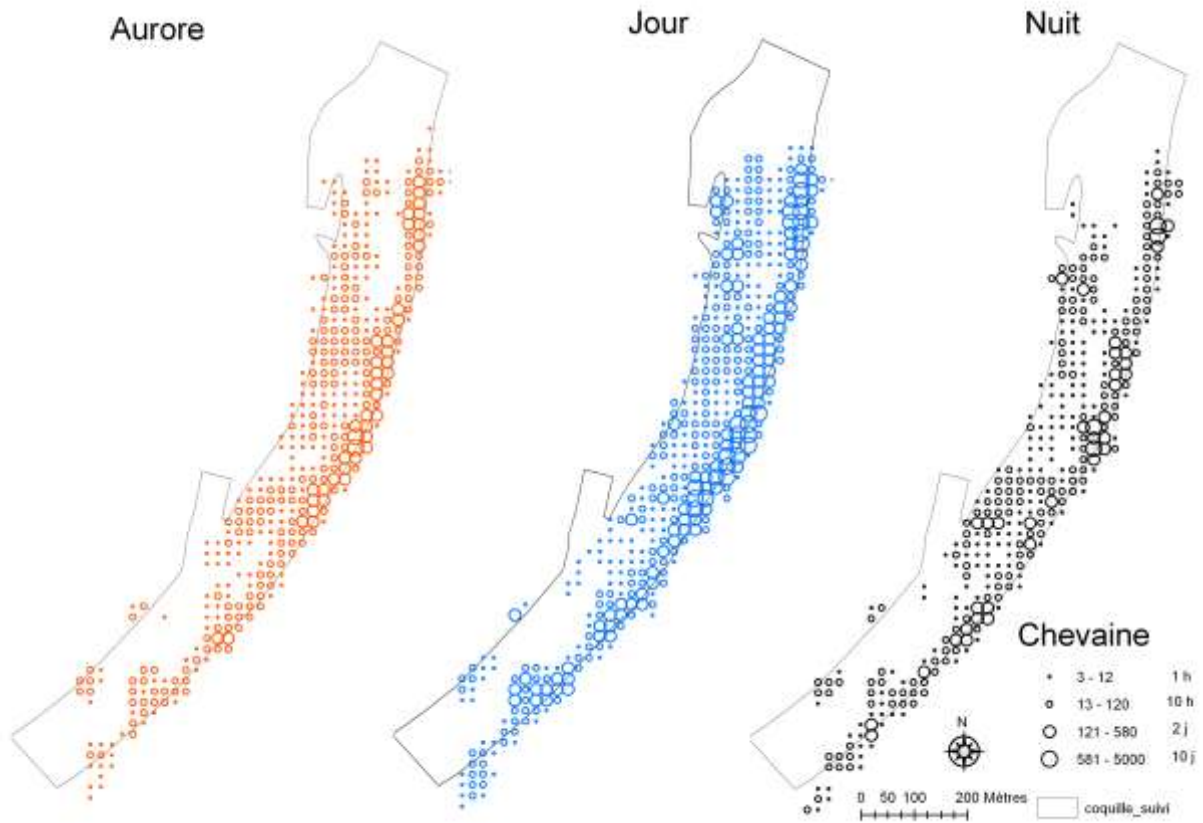 Aurore
Jour
Nuit
Chevaine
3 - 12 1 h
13 - 120 10 h
121 - 580 2 j
581 - 5000 10 j
N
0 50 100 200 Mètres
coquille_suivi